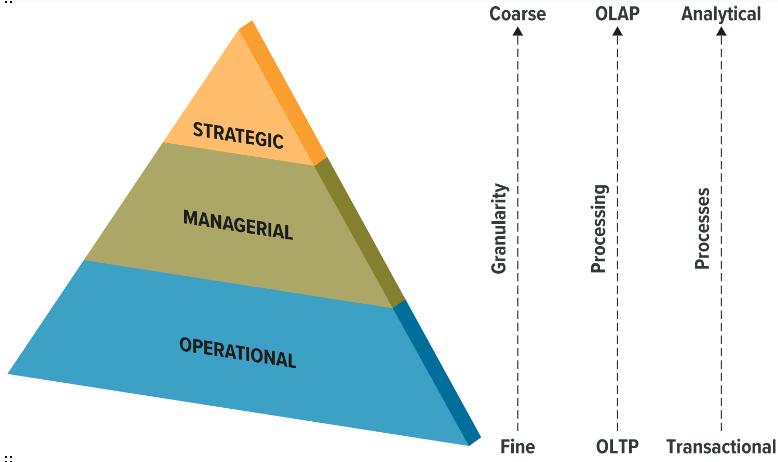 Coarse OLAP Analytical
STRATEGIC
MANAGERIAL
OPERATIONAL
Granularity
Processing
Processes
Fine OLTP Transactional